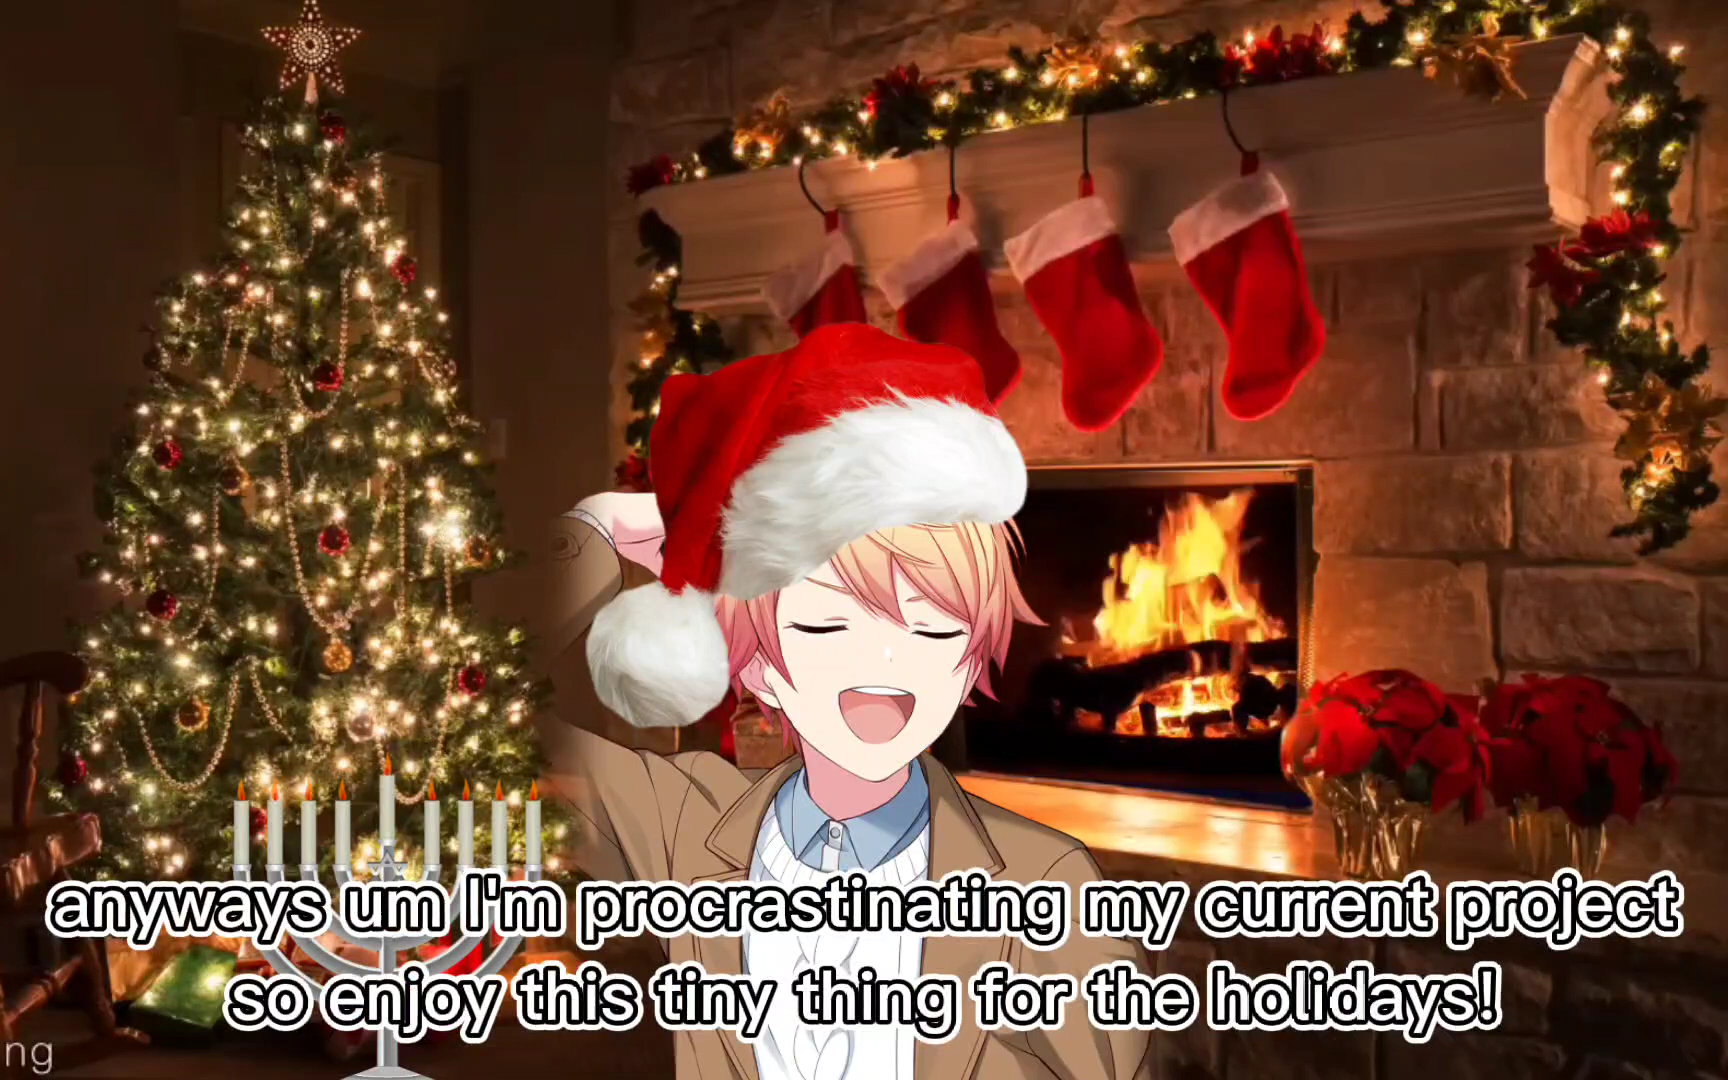 anyways um I'm procrastinating my current project
so enjoy this tiny thing for the holidays!
ng